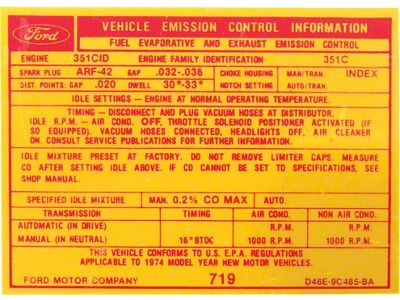 Ford
VEHICLE EMISSION CONTROL INFORMATION
FUEL EVAPORATIVE AND EXHAUST EMISSION CONTROL
ENGINE 351CID ENGINE FAMILY IDENTIFICATION 351C
SPARK PLUG ARF-42 GAP .032-.036 CHOKE HOUSING MAN/TRAN. INDEX
DIST. POINTS: GAP .020 DWELL 30°-33° NOTCH SETTING AUTO/TRAN.
IDLE SETTINGS - ENGINE AT NORMAL OPERATING TEMPERATURE.
TIMING - DISCONNECT AND PLUG VACUUM HOSES AT DISTRIBUTOR.
IDLE R.P.M. - AIR COND. OFF, THROTTLE SOLENOID POSITIONER ACTIVATED (IF
SO EQUIPPED). VACUUM HOSES CONNECTED, HEADLIGHTS OFF, AIR CLEANER
ON. CONSULT SERVICE PUBLICATIONS FOR FURTHER INFORMATION.
IDLE MIXTURE PRESET AT FACTORY. DO NOT REMOVE LIMITER CAPS. MEASURE
CO AFTER SETTING IDLE ABOVE. IF CO CANNOT BE SET TO SPECIFICATIONS, SEE
SHOP MANUAL.
SPECIFIED IDLE MIXTURE MAN. 0.2% CO MAX AUTO.
TRANSMISSION TIMING AIR COND. NON AIR COND.
AUTOMATIC (IN DRIVE) R.P.M. R.P.M.
MANUAL (IN NEUTRAL) 16° BTDC 1000 R.P.M. 1000 R.P.M.
THIS VEHICLE CONFORMS TO U.S. E.P.A. REGULATIONS
APPLICABLE TO 1974 MODEL YEAR NEW MOTOR VEHICLES.
FORD MOTOR COMPANY 719 D46E-9C485-BA